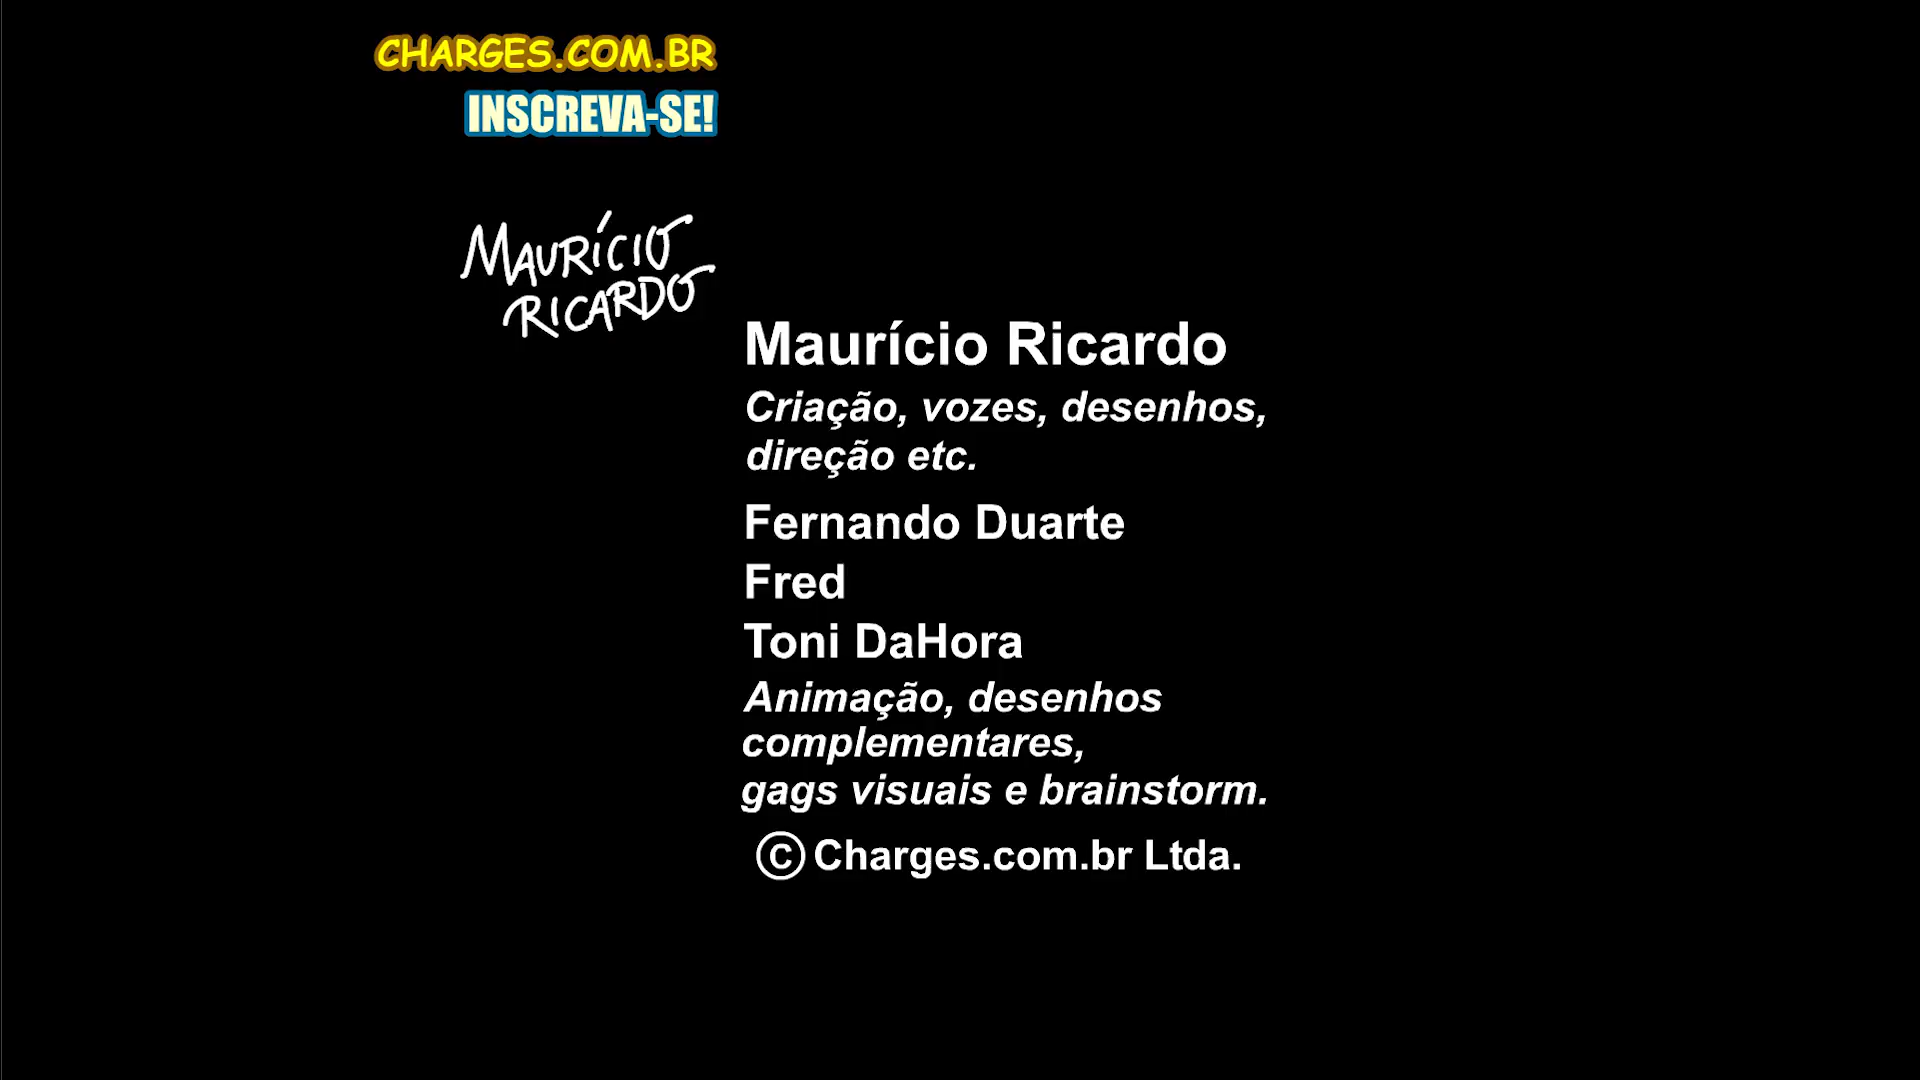 CHARGES.COM.BR
INSCREVA-SE!
MAURÍCIO
RICARDO
Maurício Ricardo
Criação, vozes, desenhos,
direção etc.
Fernando Duarte
Fred
Toni DaHora
Animação, desenhos
complementares,
gags visuais e brainstorm.
© Charges.com.br Ltda.